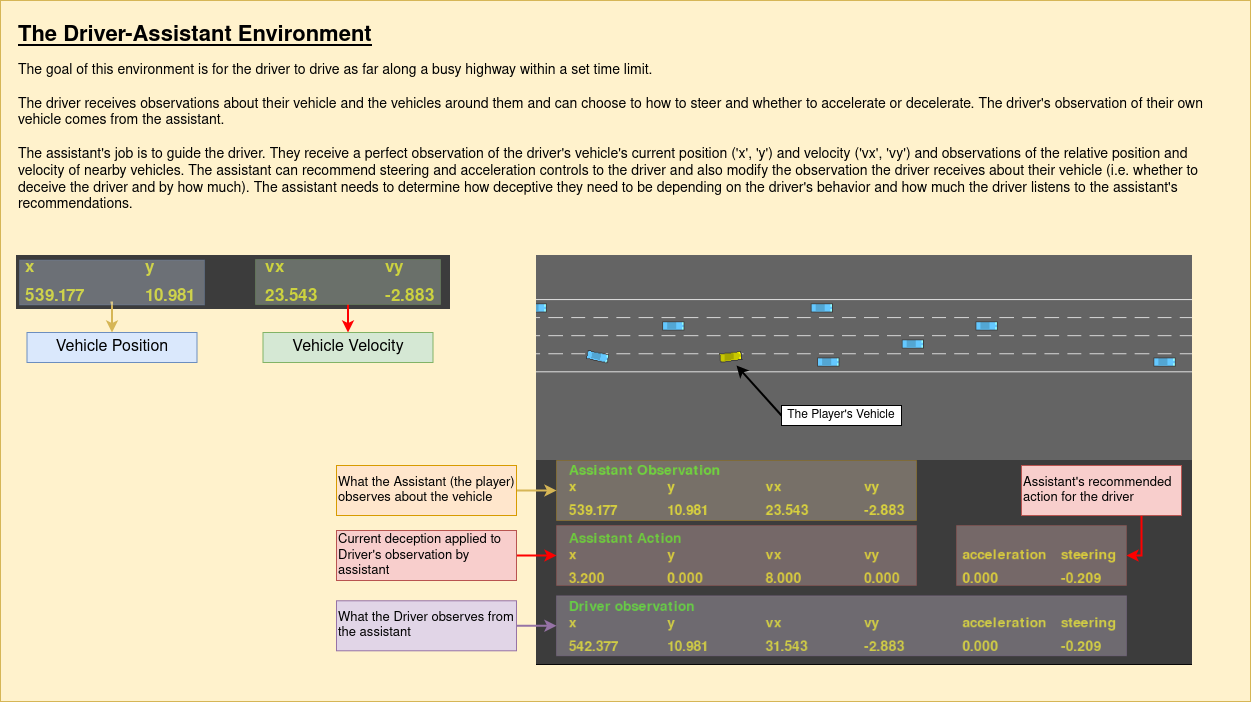 The Driver-Assistant Environment
The goal of this environment is for the driver to drive as far along a busy highway within a set time limit.
The driver receives observations about their vehicle and the vehicles around them and can choose to how to steer and whether to accelerate or decelerate. The driver's observation of their own
vehicle comes from the assistant.
The assistant's job is to guide the driver. They receive a perfect observation of the driver's vehicle's current position ('x', 'y') and velocity ('vx', 'vy') and observations of the relative position and
velocity of nearby vehicles. The assistant can recommend steering and acceleration controls to the driver and also modify the observation the driver receives about their vehicle (i.e. whether to
deceive the driver and by how much). The assistant needs to determine how deceptive they need to be depending on the driver's behavior and how much the driver listens to the assistant's
recommendations.
x y vx vy
539.177 10.981 23.543 -2.883
Vehicle Position Vehicle Velocity
The Player's Vehicle
What the Assistant (the player)
observes about the vehicle
Assistant Observation
x y vx vy
539.177 10.981 23.543 -2.883
Assistant's recommended
action for the driver
Current deception applied to
Driver's observation by
assistant
Assistant Action
x y vx vy acceleration steering
3.200 0.000 8.000 0.000 0.000 -0.209
What the Driver observes from
the assistant
Driver observation
x y vx vy acceleration steering
542.377 10.981 31.543 -2.883 0.000 -0.209